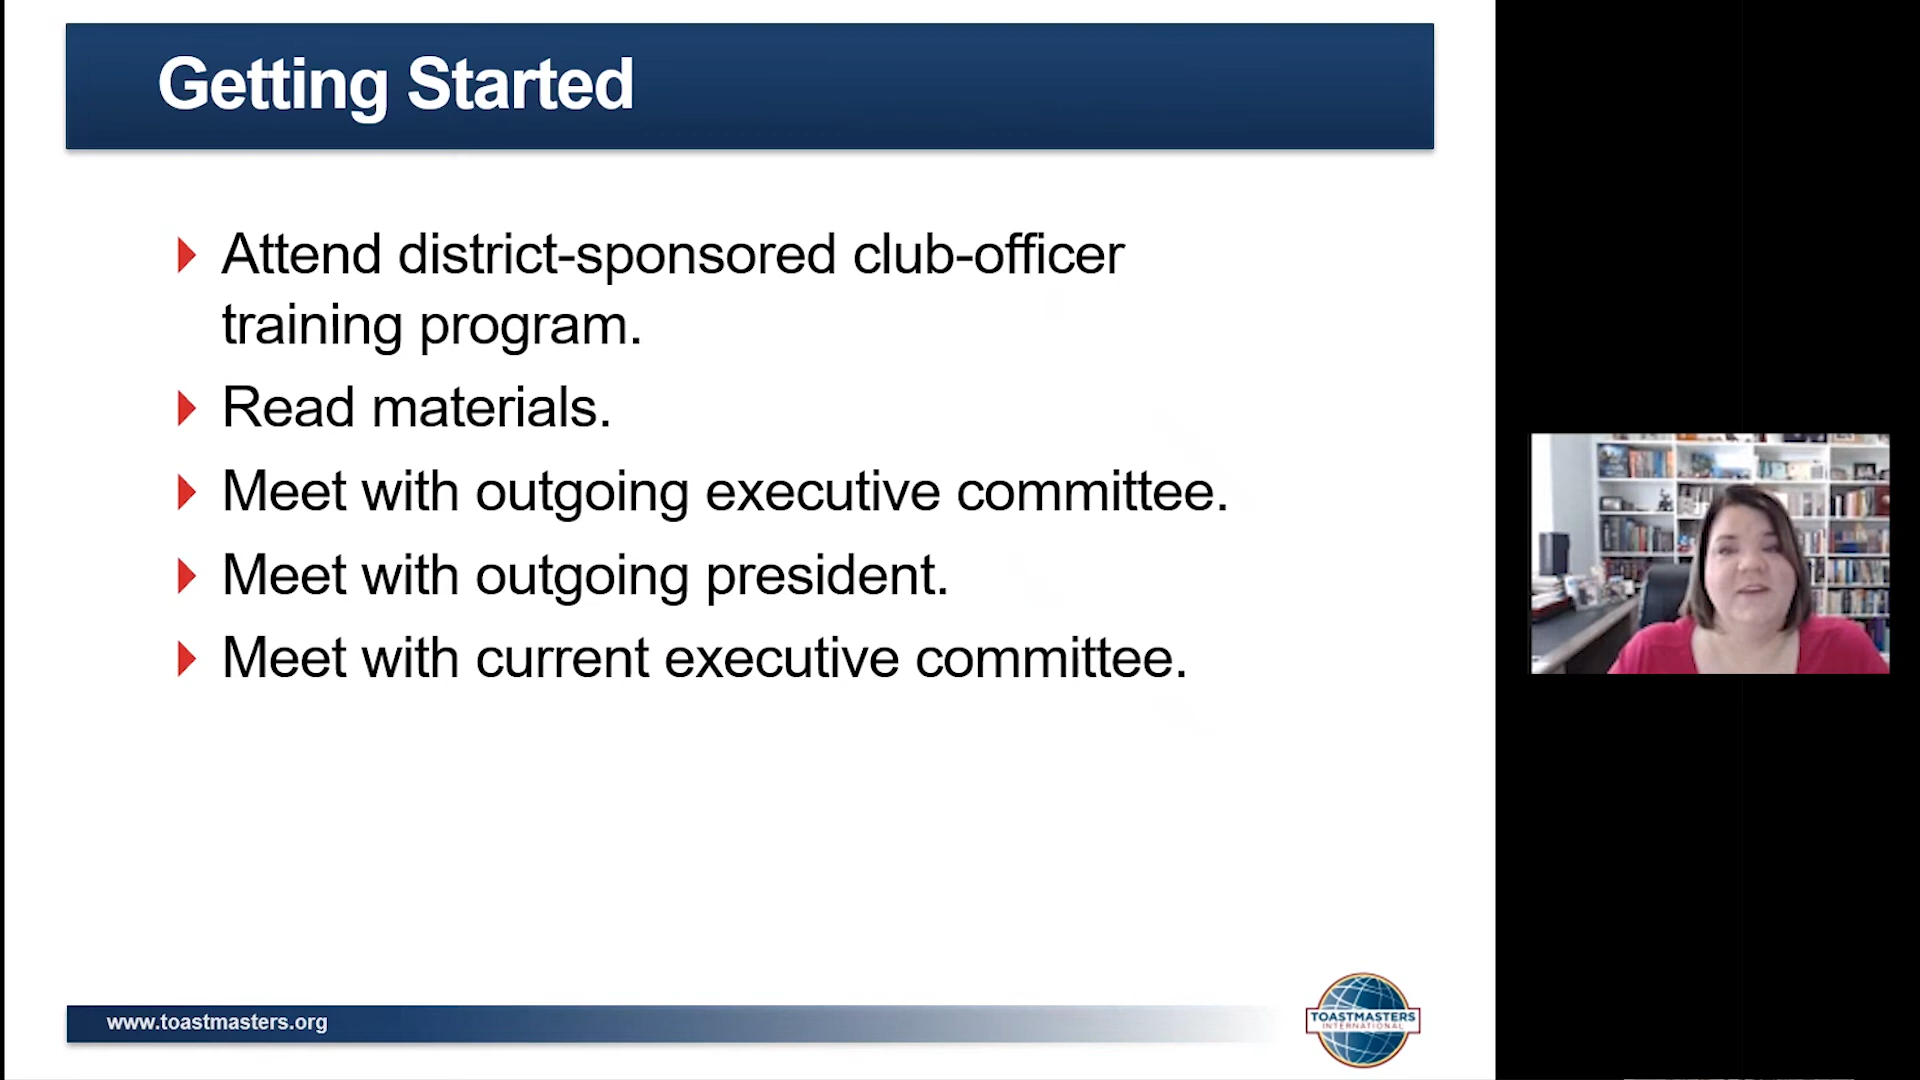 Getting Started
Attend district-sponsored club-officer
training program.
Read materials.
Meet with outgoing executive committee.
Meet with outgoing president.
Meet with current executive committee.
www.toastmasters.org
TOASTMASTERS
INTERNATIONAL